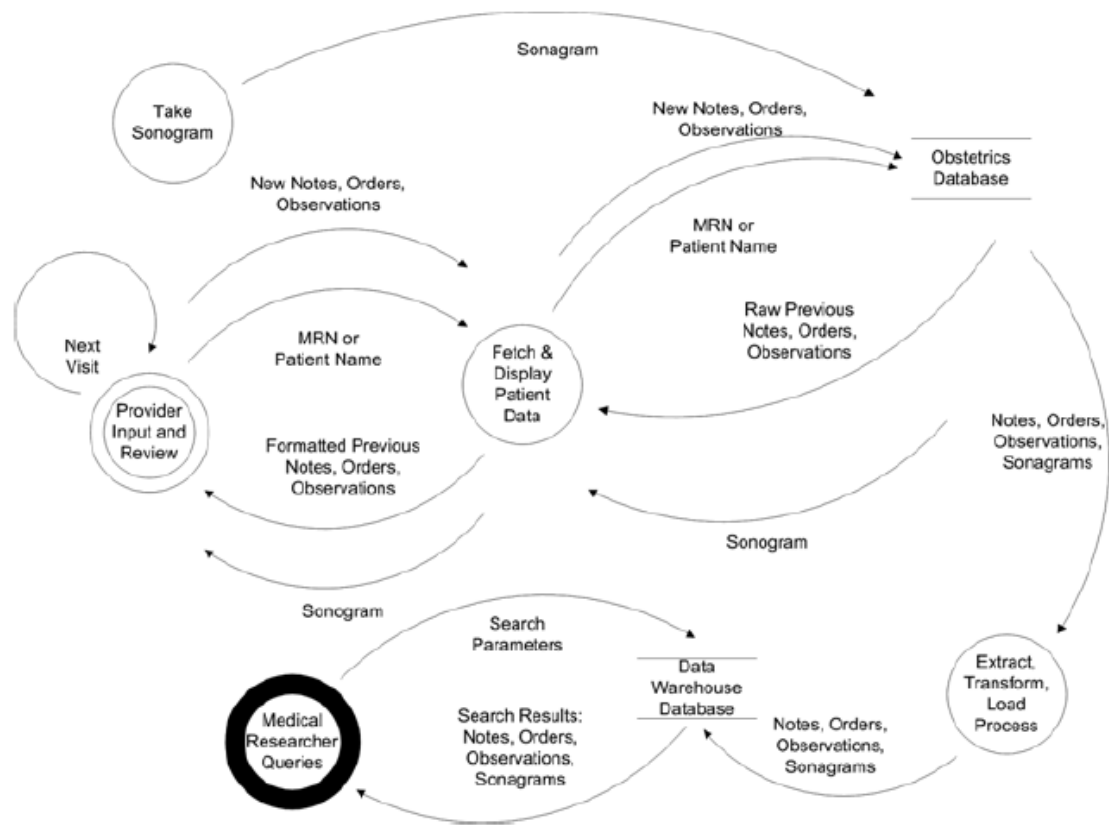 Sonagram
Take
Sonogram
New Notes, Orders,
Observations
Obstetrics
Database
New Notes, Orders,
Observations
MRN or
Patient Name
Raw Previous
Notes, Orders,
Observations
Next
Visit
MRN or
Patient Name
Fetch &
Display
Patient
Data
Provider
Input and
Review
Formatted Previous
Notes, Orders,
Observations
Notes, Orders,
Observations,
Sonagrams
Sonogram
Sonogram
Search
Parameters
Data
Warehouse
Database
Extract,
Transform,
Load
Process
Medical
Researcher
Queries
Search Results:
Notes, Orders,
Observations,
Sonagrams
Notes, Orders,
Observations,
Sonagrams